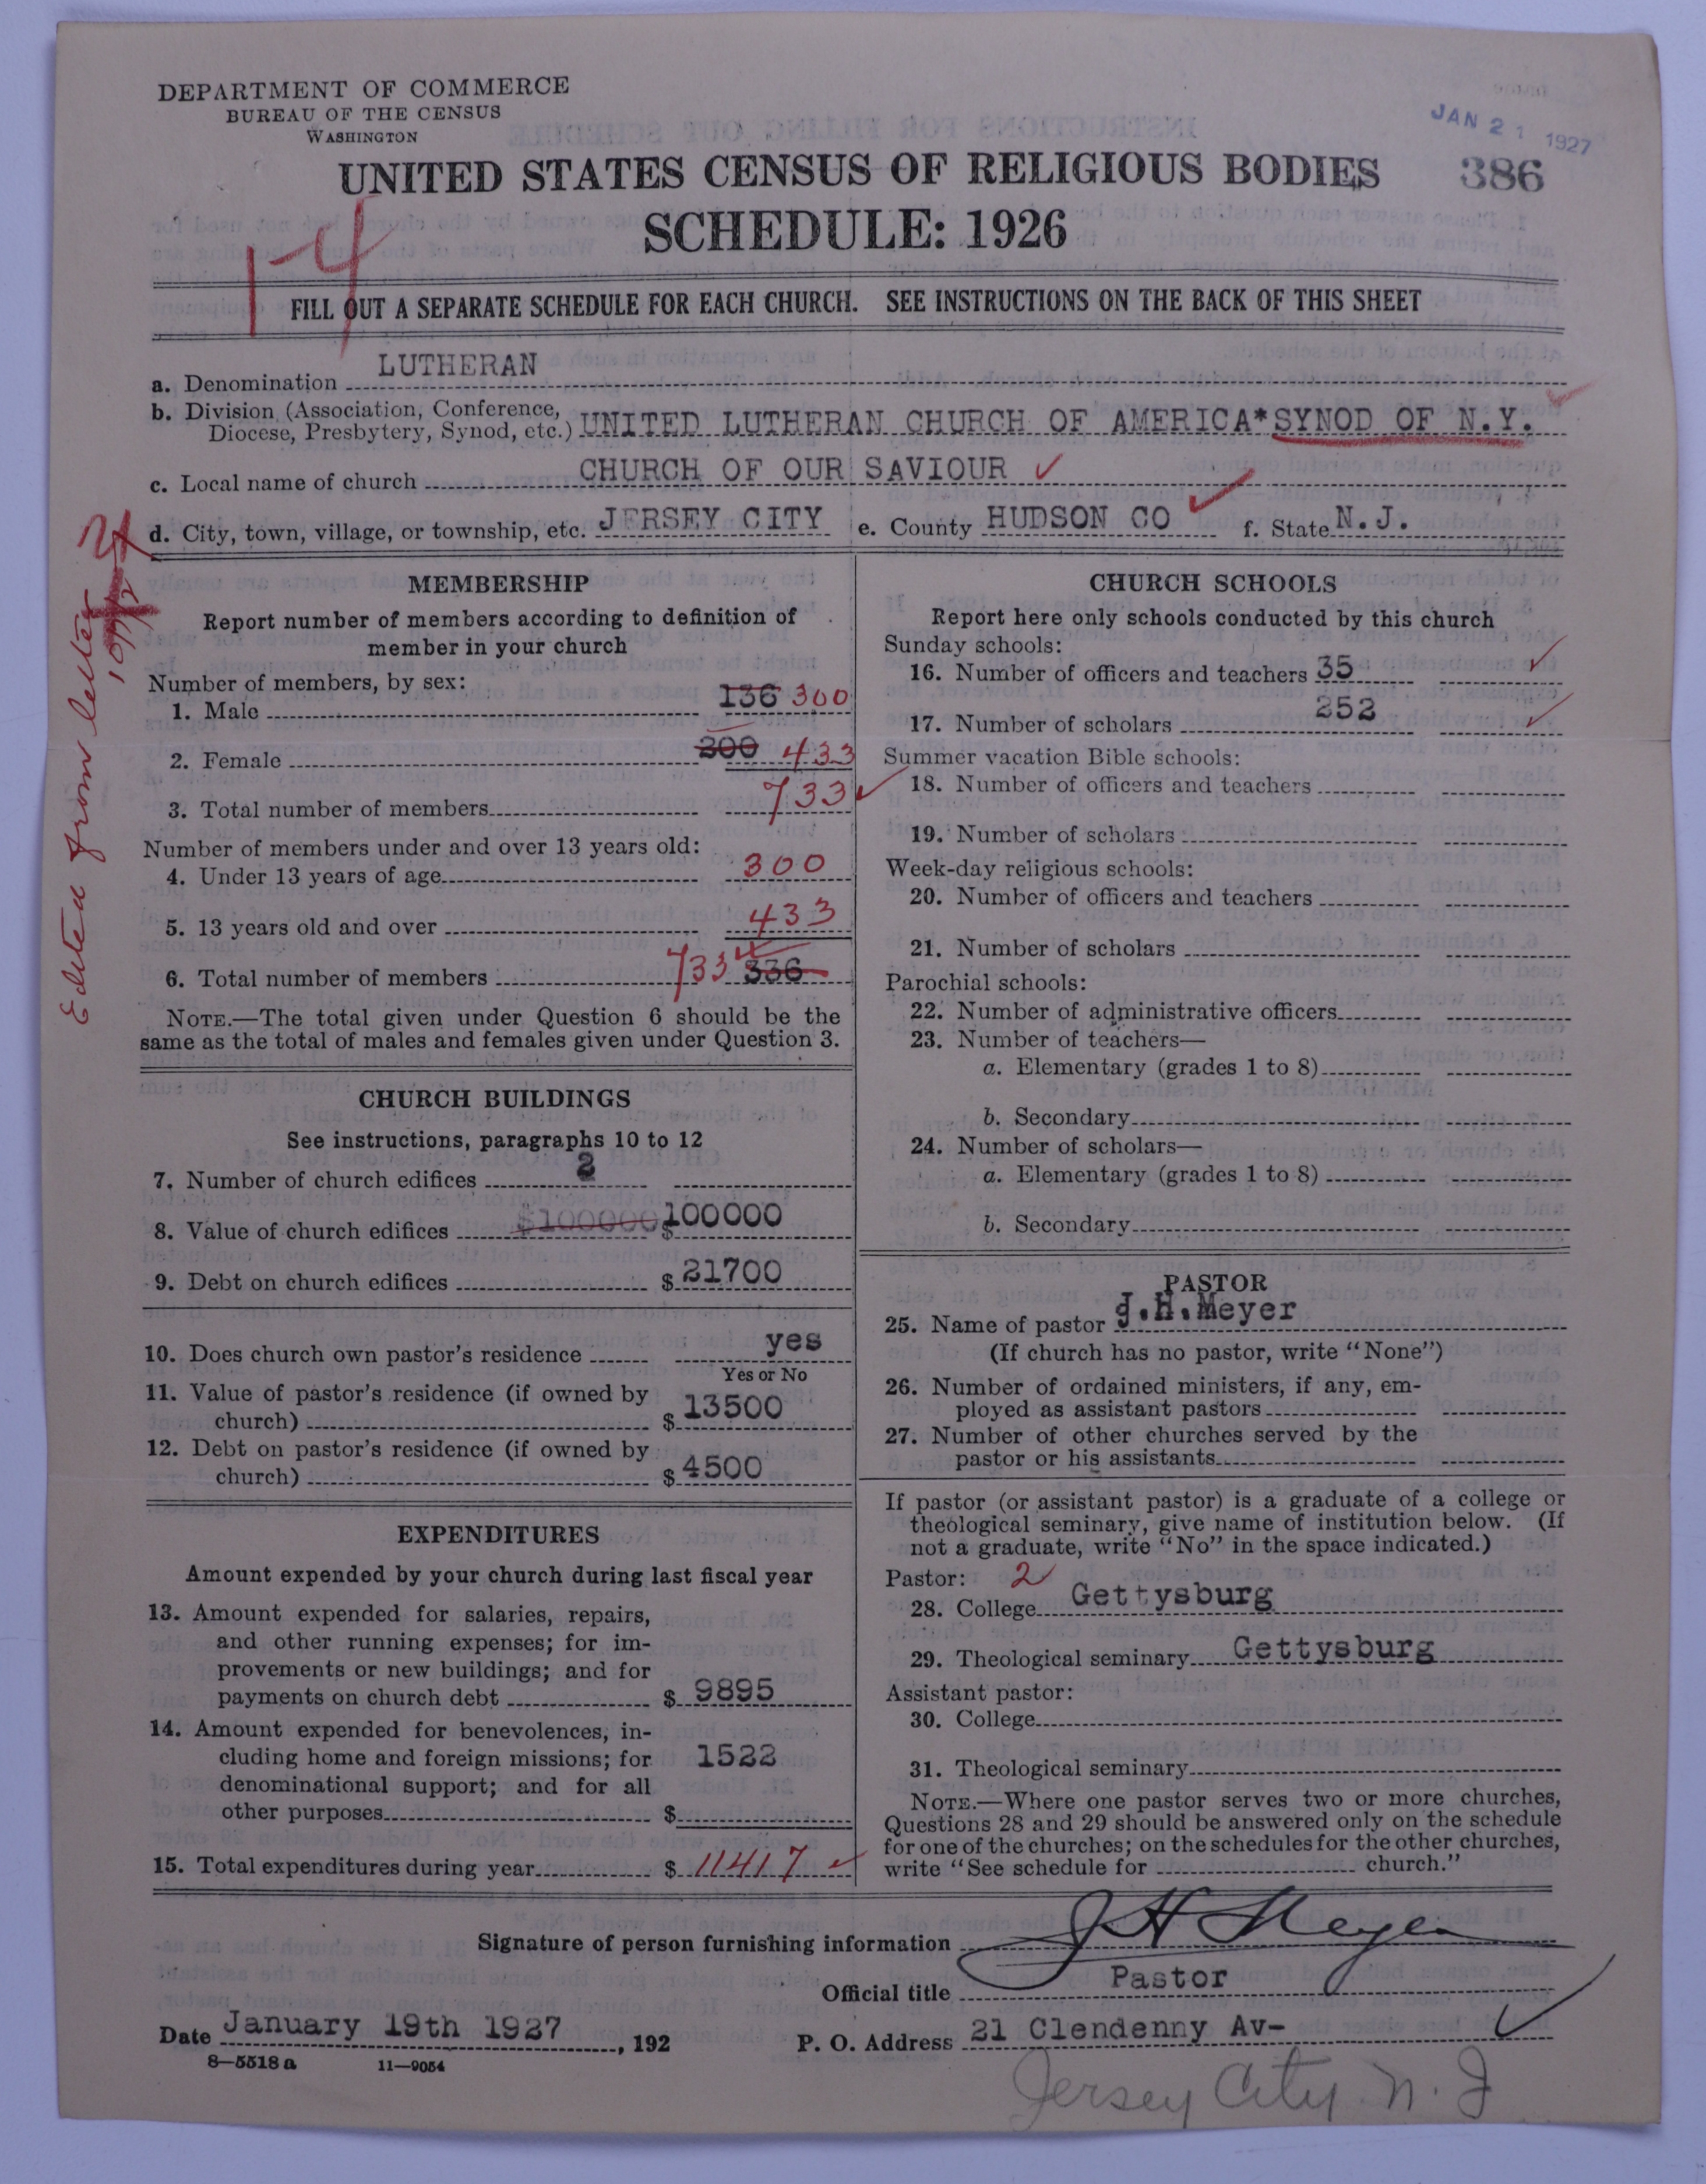 DEPARTMENT OF COMMERCE
BUREAU OF THE CENSUS
WASHINGTON
JAN 21 1927
386
UNITED STATES CENSUS OF RELIGIOUS BODIES
SCHEDULE: 1926
1-4
FILL OUT A SEPARATE SCHEDULE FOR EACH CHURCH. SEE INSTRUCTIONS ON THE BACK OF THIS SHEET
a. Denomination LUTHERAN
b. Division (Association, Conference, Diocese, Presbytery, Synod, etc.) UNITED LUTHERAN CHURCH OF AMERICA*SYNOD OF N.Y.
c. Local name of church CHURCH OF OUR SAVIOUR
d. City, town, village, or township, etc. JERSEY CITY e. County HUDSON CO f. State N.J.
Edited from letter
MEMBERSHIP
Report number of members according to definition of
member in your church
Number of members, by sex:
1. Male 136 300
2. Female 200 433
3. Total number of members 733
Number of members under and over 13 years old:
4. Under 13 years of age 300
5. 13 years old and over 433
6. Total number of members 733 336
NOTE.—The total given under Question 6 should be the
same as the total of males and females given under Question 3.
CHURCH BUILDINGS
See instructions, paragraphs 10 to 12
7. Number of church edifices 2
8. Value of church edifices $100000 $100000
9. Debt on church edifices $21700
10. Does church own pastor's residence yes
Yes or No
11. Value of pastor's residence (if owned by
church) $13500
12. Debt on pastor's residence (if owned by
church) $4500
EXPENDITURES
Amount expended by your church during last fiscal year
13. Amount expended for salaries, repairs,
and other running expenses; for im-
provements or new buildings; and for
payments on church debt $9895
14. Amount expended for benevolences, in-
cluding home and foreign missions; for 1522
denominational support; and for all
other purposes $
15. Total expenditures during year $11417
CHURCH SCHOOLS
Report here only schools conducted by this church
Sunday schools:
16. Number of officers and teachers 35
17. Number of scholars 252
Summer vacation Bible schools:
18. Number of officers and teachers
19. Number of scholars
Week-day religious schools:
20. Number of officers and teachers
21. Number of scholars
Parochial schools:
22. Number of administrative officers
23. Number of teachers—
a. Elementary (grades 1 to 8)
b. Secondary
24. Number of scholars—
a. Elementary (grades 1 to 8)
b. Secondary
PASTOR
25. Name of pastor J.H.Meyer
(If church has no pastor, write "None")
26. Number of ordained ministers, if any, em-
ployed as assistant pastors
27. Number of other churches served by the
pastor or his assistants
If pastor (or assistant pastor) is a graduate of a college or
theological seminary, give name of institution below. (If
not a graduate, write "No" in the space indicated.)
Pastor: 2
28. College Gettysburg
29. Theological seminary Gettysburg
Assistant pastor:
30. College
31. Theological seminary
NOTE.—Where one pastor serves two or more churches,
Questions 28 and 29 should be answered only on the schedule
for one of the churches; on the schedules for the other churches,
write "See schedule for church."
Signature of person furnishing information J H Meyer
Official title Pastor
Date January 19th 1927, 192 P. O. Address 21 Clendenny Av-
8—5518 a 11—9054
Jersey City. N. J